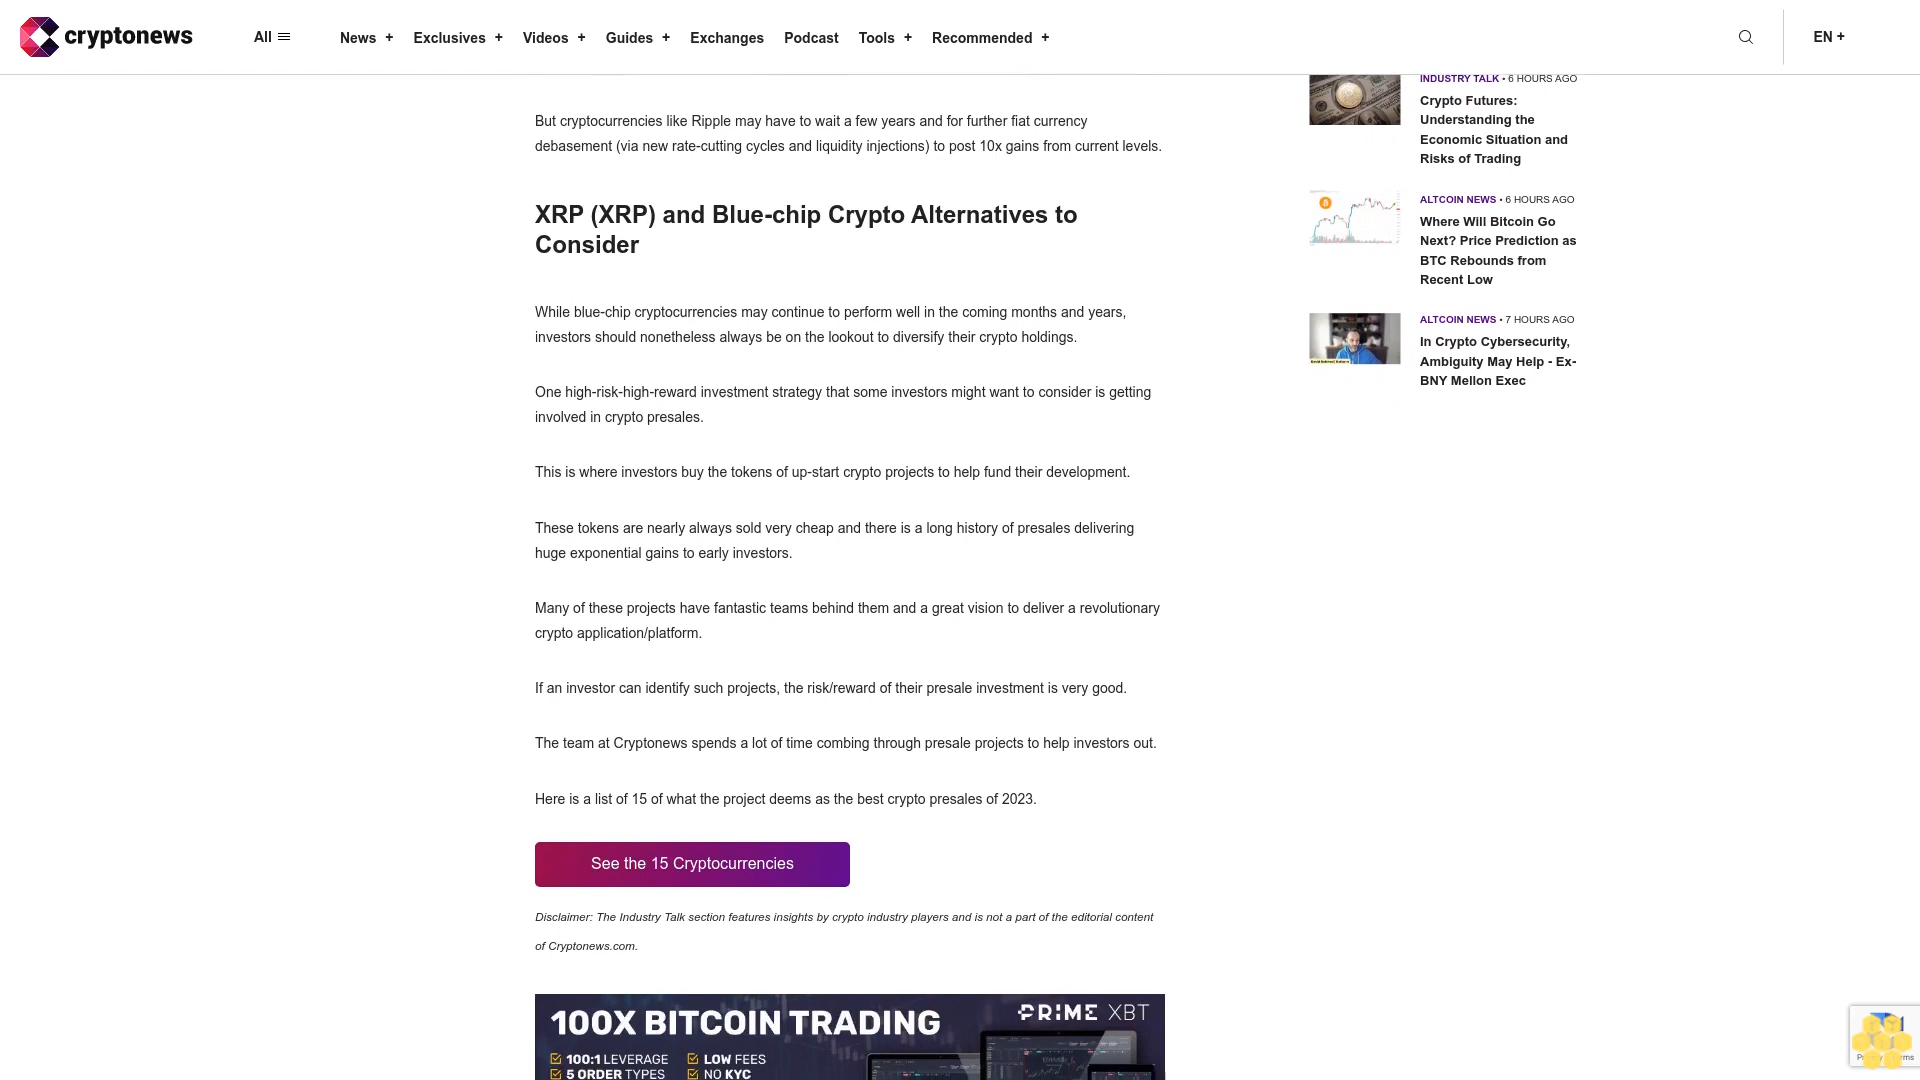 cryptonews
All
News +
Exclusives +
Videos +
Guides +
Exchanges
Podcast
Tools +
Recommended +
EN +
But cryptocurrencies like Ripple may have to wait a few years and for further fiat currency
debasement (via new rate-cutting cycles and liquidity injections) to post 10x gains from current levels.
XRP (XRP) and Blue-chip Crypto Alternatives to
Consider
While blue-chip cryptocurrencies may continue to perform well in the coming months and years,
investors should nonetheless always be on the lookout to diversify their crypto holdings.
One high-risk-high-reward investment strategy that some investors might want to consider is getting
involved in crypto presales.
This is where investors buy the tokens of up-start crypto projects to help fund their development.
These tokens are nearly always sold very cheap and there is a long history of presales delivering
huge exponential gains to early investors.
Many of these projects have fantastic teams behind them and a great vision to deliver a revolutionary
crypto application/platform.
If an investor can identify such projects, the risk/reward of their presale investment is very good.
The team at Cryptonews spends a lot of time combing through presale projects to help investors out.
Here is a list of 15 of what the project deems as the best crypto presales of 2023.
See the 15 Cryptocurrencies
Disclaimer: The Industry Talk section features insights by crypto industry players and is not a part of the editorial content
of Cryptonews.com.
100X BITCOIN TRADING
PRIME XBT
100:1 LEVERAGE
LOW FEES
5 ORDER TYPES
NO KYC
INDUSTRY TALK • 6 HOURS AGO
Crypto Futures:
Understanding the
Economic Situation and
Risks of Trading
ALTCOIN NEWS • 6 HOURS AGO
Where Will Bitcoin Go
Next? Price Prediction as
BTC Rebounds from
Recent Low
ALTCOIN NEWS • 7 HOURS AGO
In Crypto Cybersecurity,
Ambiguity May Help - Ex-
BNY Mellon Exec